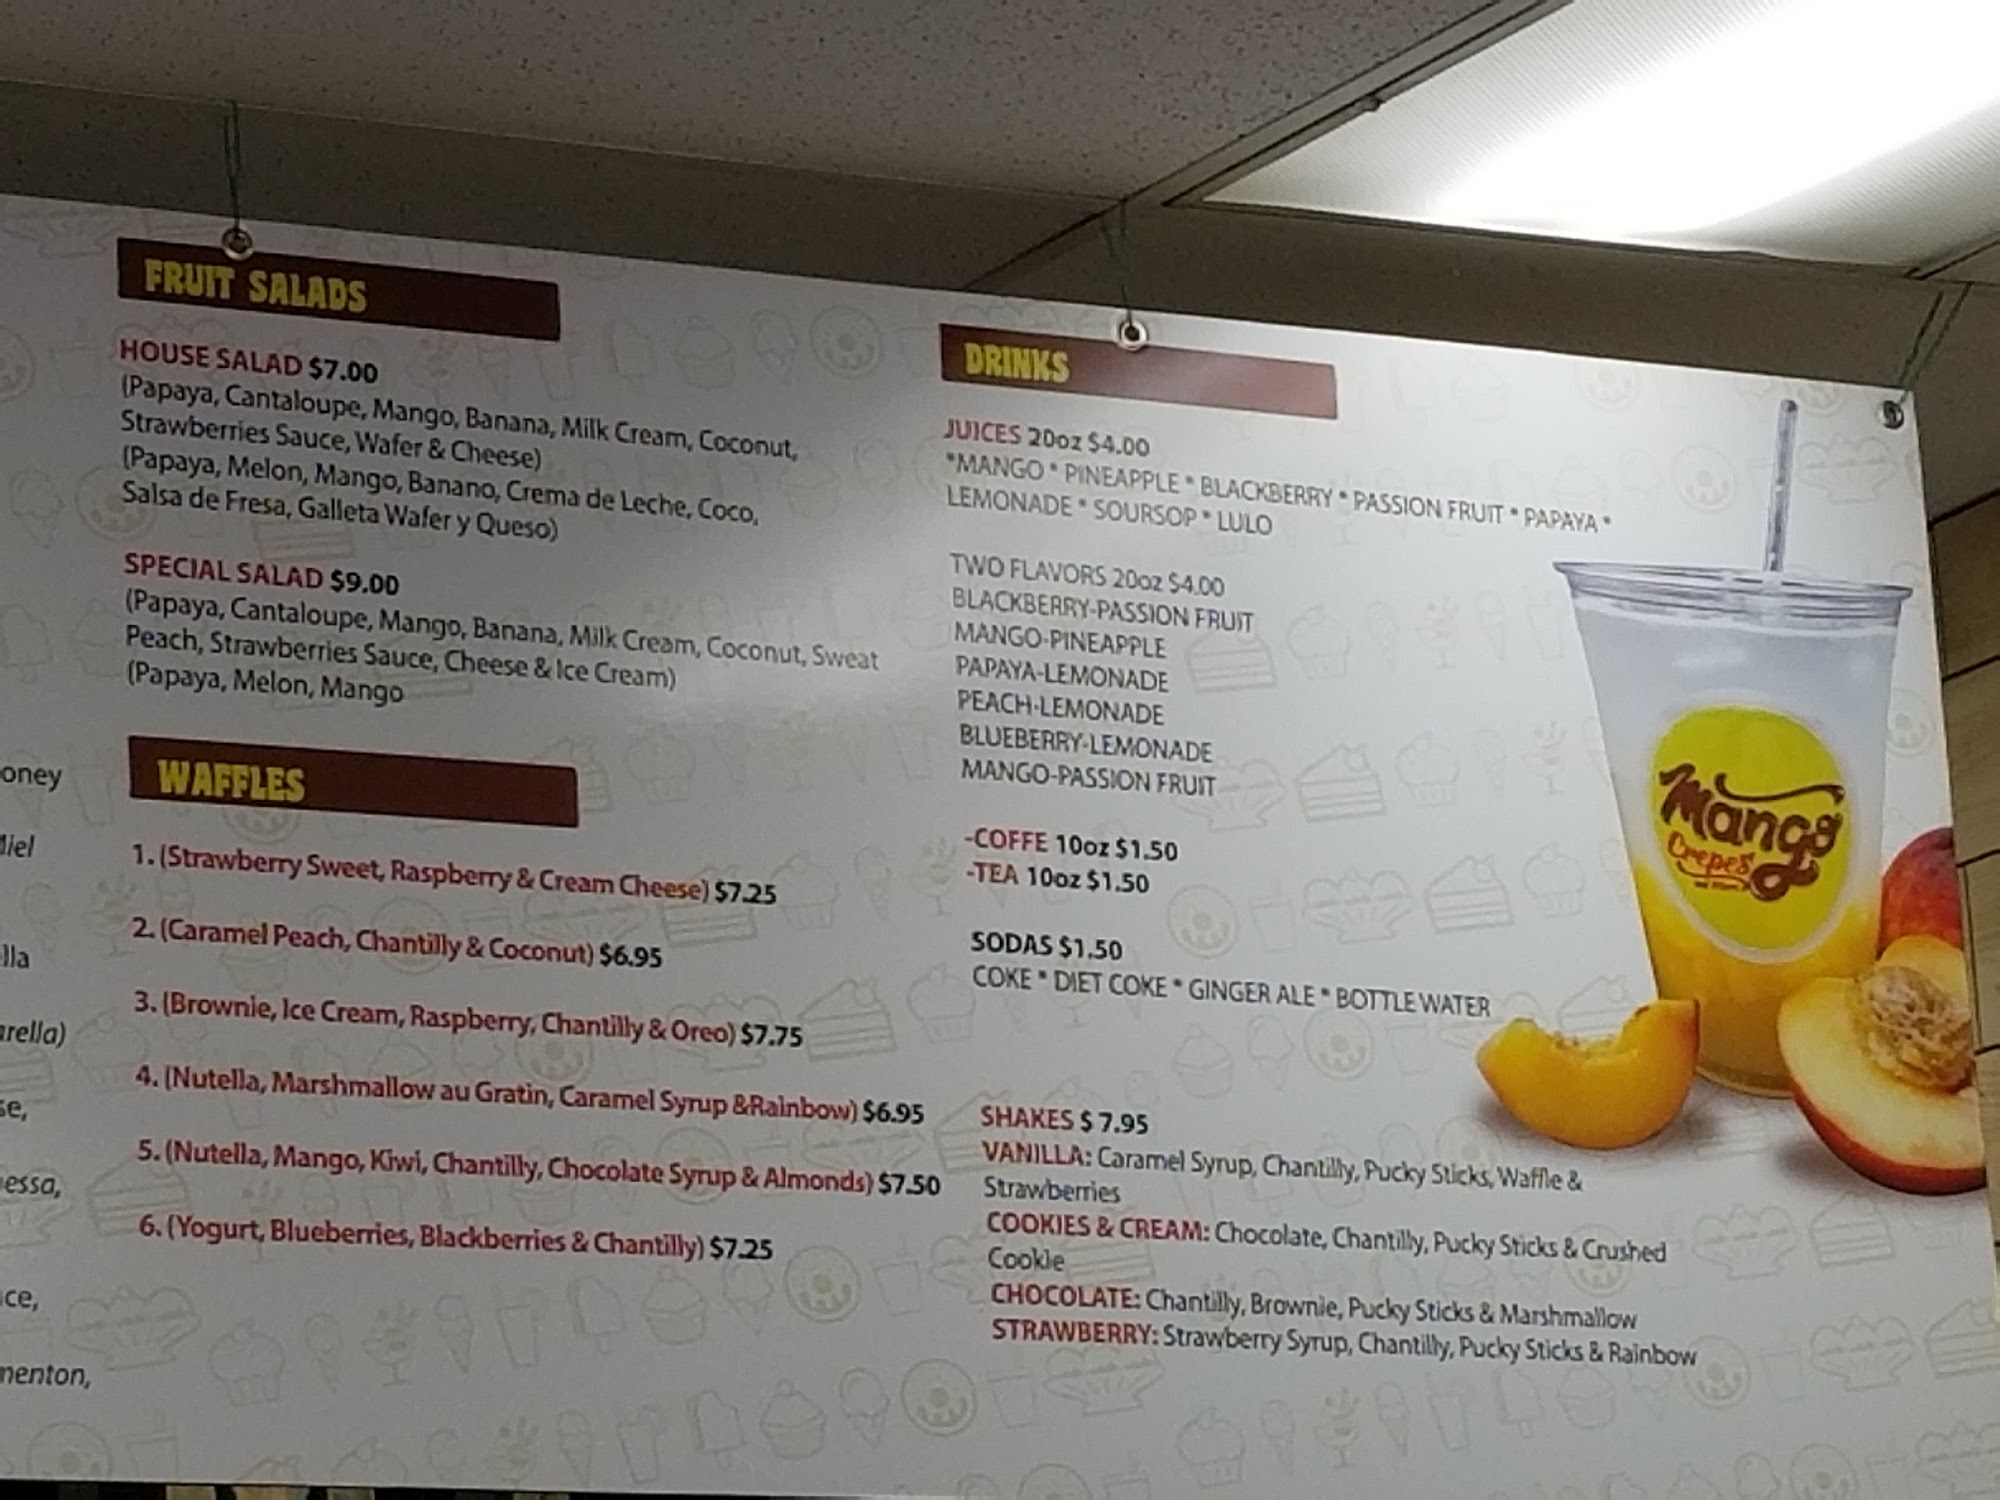 oney
Miel
lla
arella)
se,
essa,
ce,
menton,
FRUIT SALADS
HOUSE SALAD $7.00
(Papaya, Cantaloupe, Mango, Banana, Milk Cream, Coconut,
Strawberries Sauce, Wafer & Cheese)
(Papaya, Melon, Mango, Banano, Crema de Leche, Coco,
Salsa de Fresa, Galleta Wafer y Queso)
SPECIAL SALAD $9.00
(Papaya, Cantaloupe, Mango, Banana, Milk Cream, Coconut, Sweat
Peach, Strawberries Sauce, Cheese & Ice Cream)
(Papaya, Melon, Mango
WAFFLES
1. (Strawberry Sweet, Raspberry & Cream Cheese) $7.25
2. (Caramel Peach, Chantilly & Coconut) $6.95
3. (Brownie, Ice Cream, Raspberry, Chantilly & Oreo) $7.75
4. (Nutella, Marshmallow au Gratin, Caramel Syrup &Rainbow) $6.95
5. (Nutella, Mango, Kiwi, Chantilly, Chocolate Syrup & Almonds) $7.50
6. (Yogurt, Blueberries, Blackberries & Chantilly) $7.25
DRINKS
JUICES 20oz $4.00
*MANGO * PINEAPPLE * BLACKBERRY * PASSION FRUIT * PAPAYA *
LEMONADE * SOURSOP * LULO
TWO FLAVORS 20oz $4.00
BLACKBERRY-PASSION FRUIT
MANGO-PINEAPPLE
PAPAYA-LEMONADE
PEACH-LEMONADE
BLUEBERRY-LEMONADE
MANGO-PASSION FRUIT
-COFFE 10oz $1.50
-TEA 10oz $1.50
SODAS $1.50
COKE * DIET COKE * GINGER ALE * BOTTLE WATER
SHAKES $ 7.95
VANILLA: Caramel Syrup, Chantilly, Pucky Sticks, Waffle &
Strawberries
COOKIES & CREAM: Chocolate, Chantilly, Pucky Sticks & Crushed
Cookie
CHOCOLATE: Chantilly, Brownie, Pucky Sticks & Marshmallow
STRAWBERRY: Strawberry Syrup, Chantilly, Pucky Sticks & Rainbow
Mango
Crepes